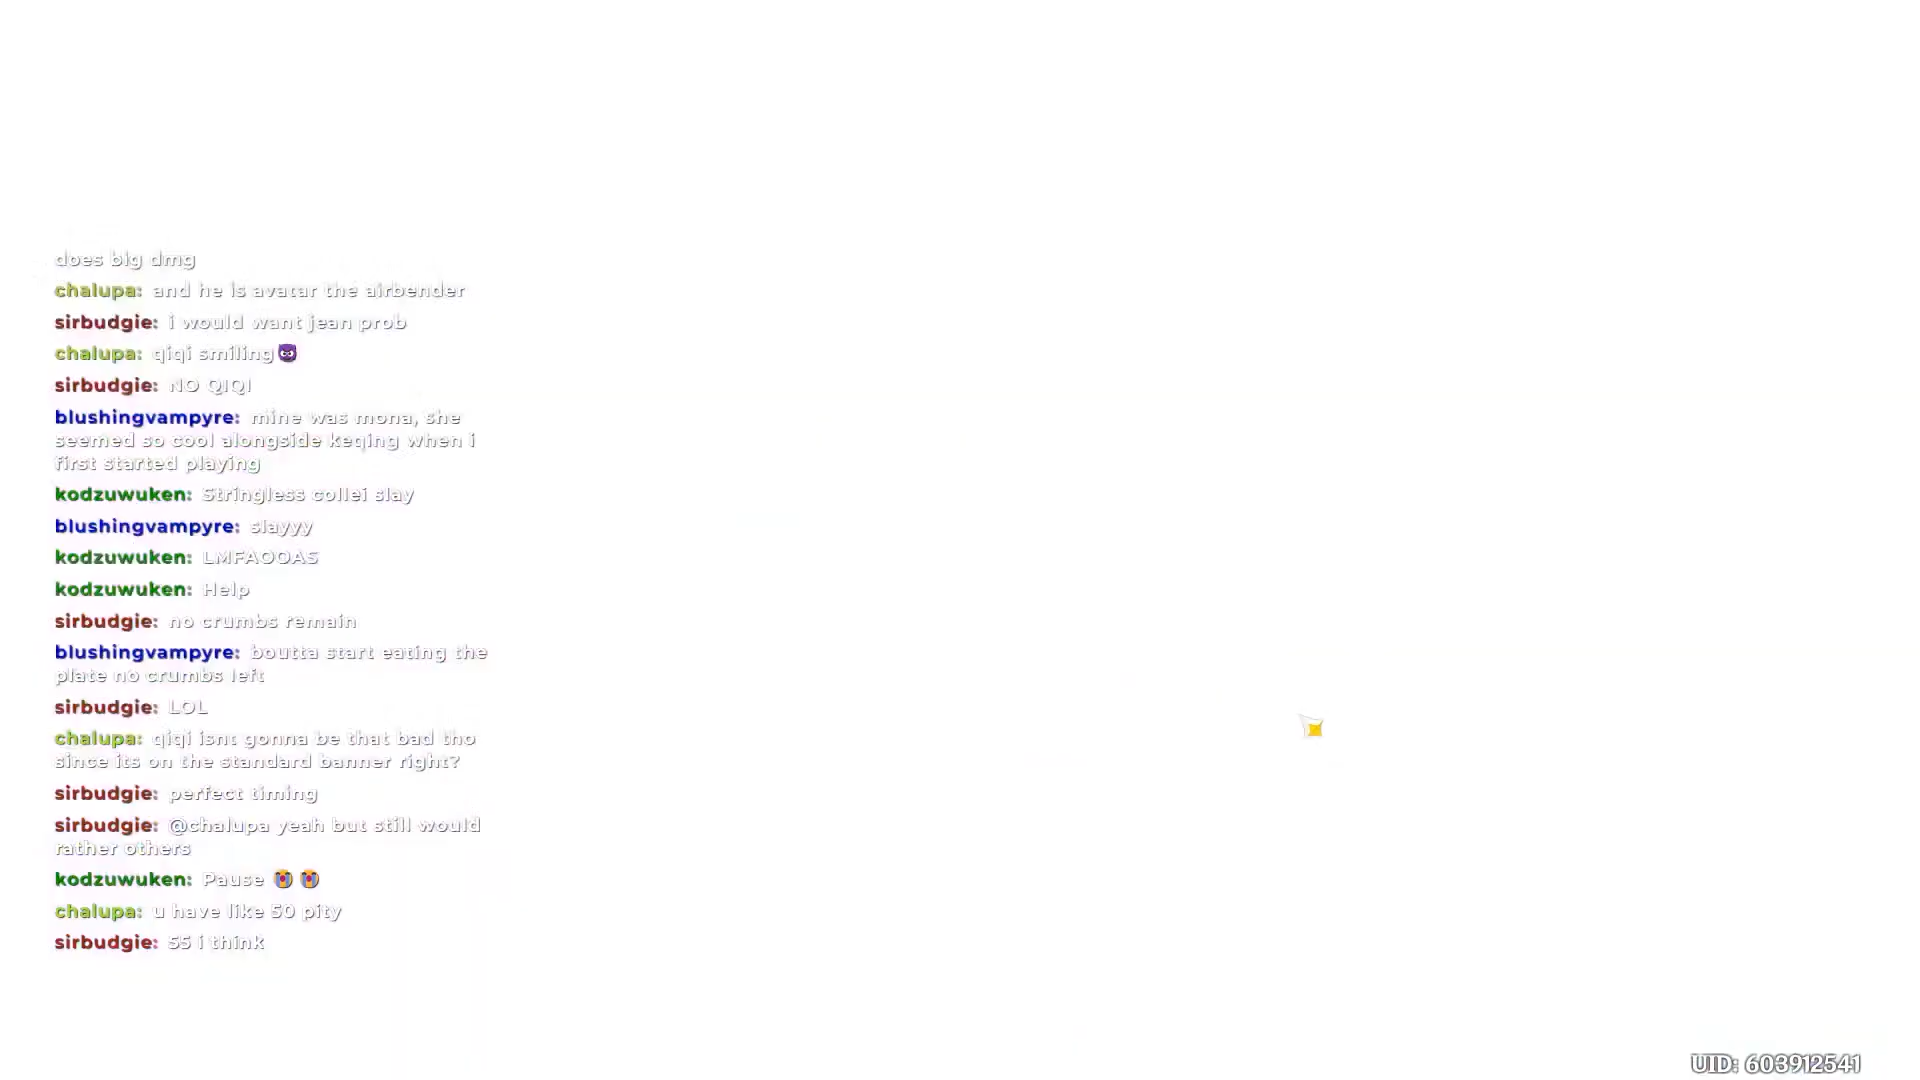 does big dmg
chalupa: and he is avatar the airbender
sirbudgie: i would want jean prob
chalupa: qiqi smiling😈
sirbudgie: NO QIQI
blushingvampyre: mine was mona, she
seemed so cool alongside keqing when i
first started playing
kodzuwuken: Stringless collei slay
blushingvampyre: slayyy
kodzuwuken: LMFAOOAS
kodzuwuken: Help
sirbudgie: no crumbs remain
blushingvampyre: boutta start eating the
plate no crumbs left
sirbudgie: LOL
chalupa: qiqi isnt gonna be that bad tho
since its on the standard banner right?
sirbudgie: perfect timing
sirbudgie: @chalupa yeah but still would
rather others
kodzuwuken: Pause 😭 😭
chalupa: u have like 50 pity
sirbudgie: 55 i think
UID: 603912541